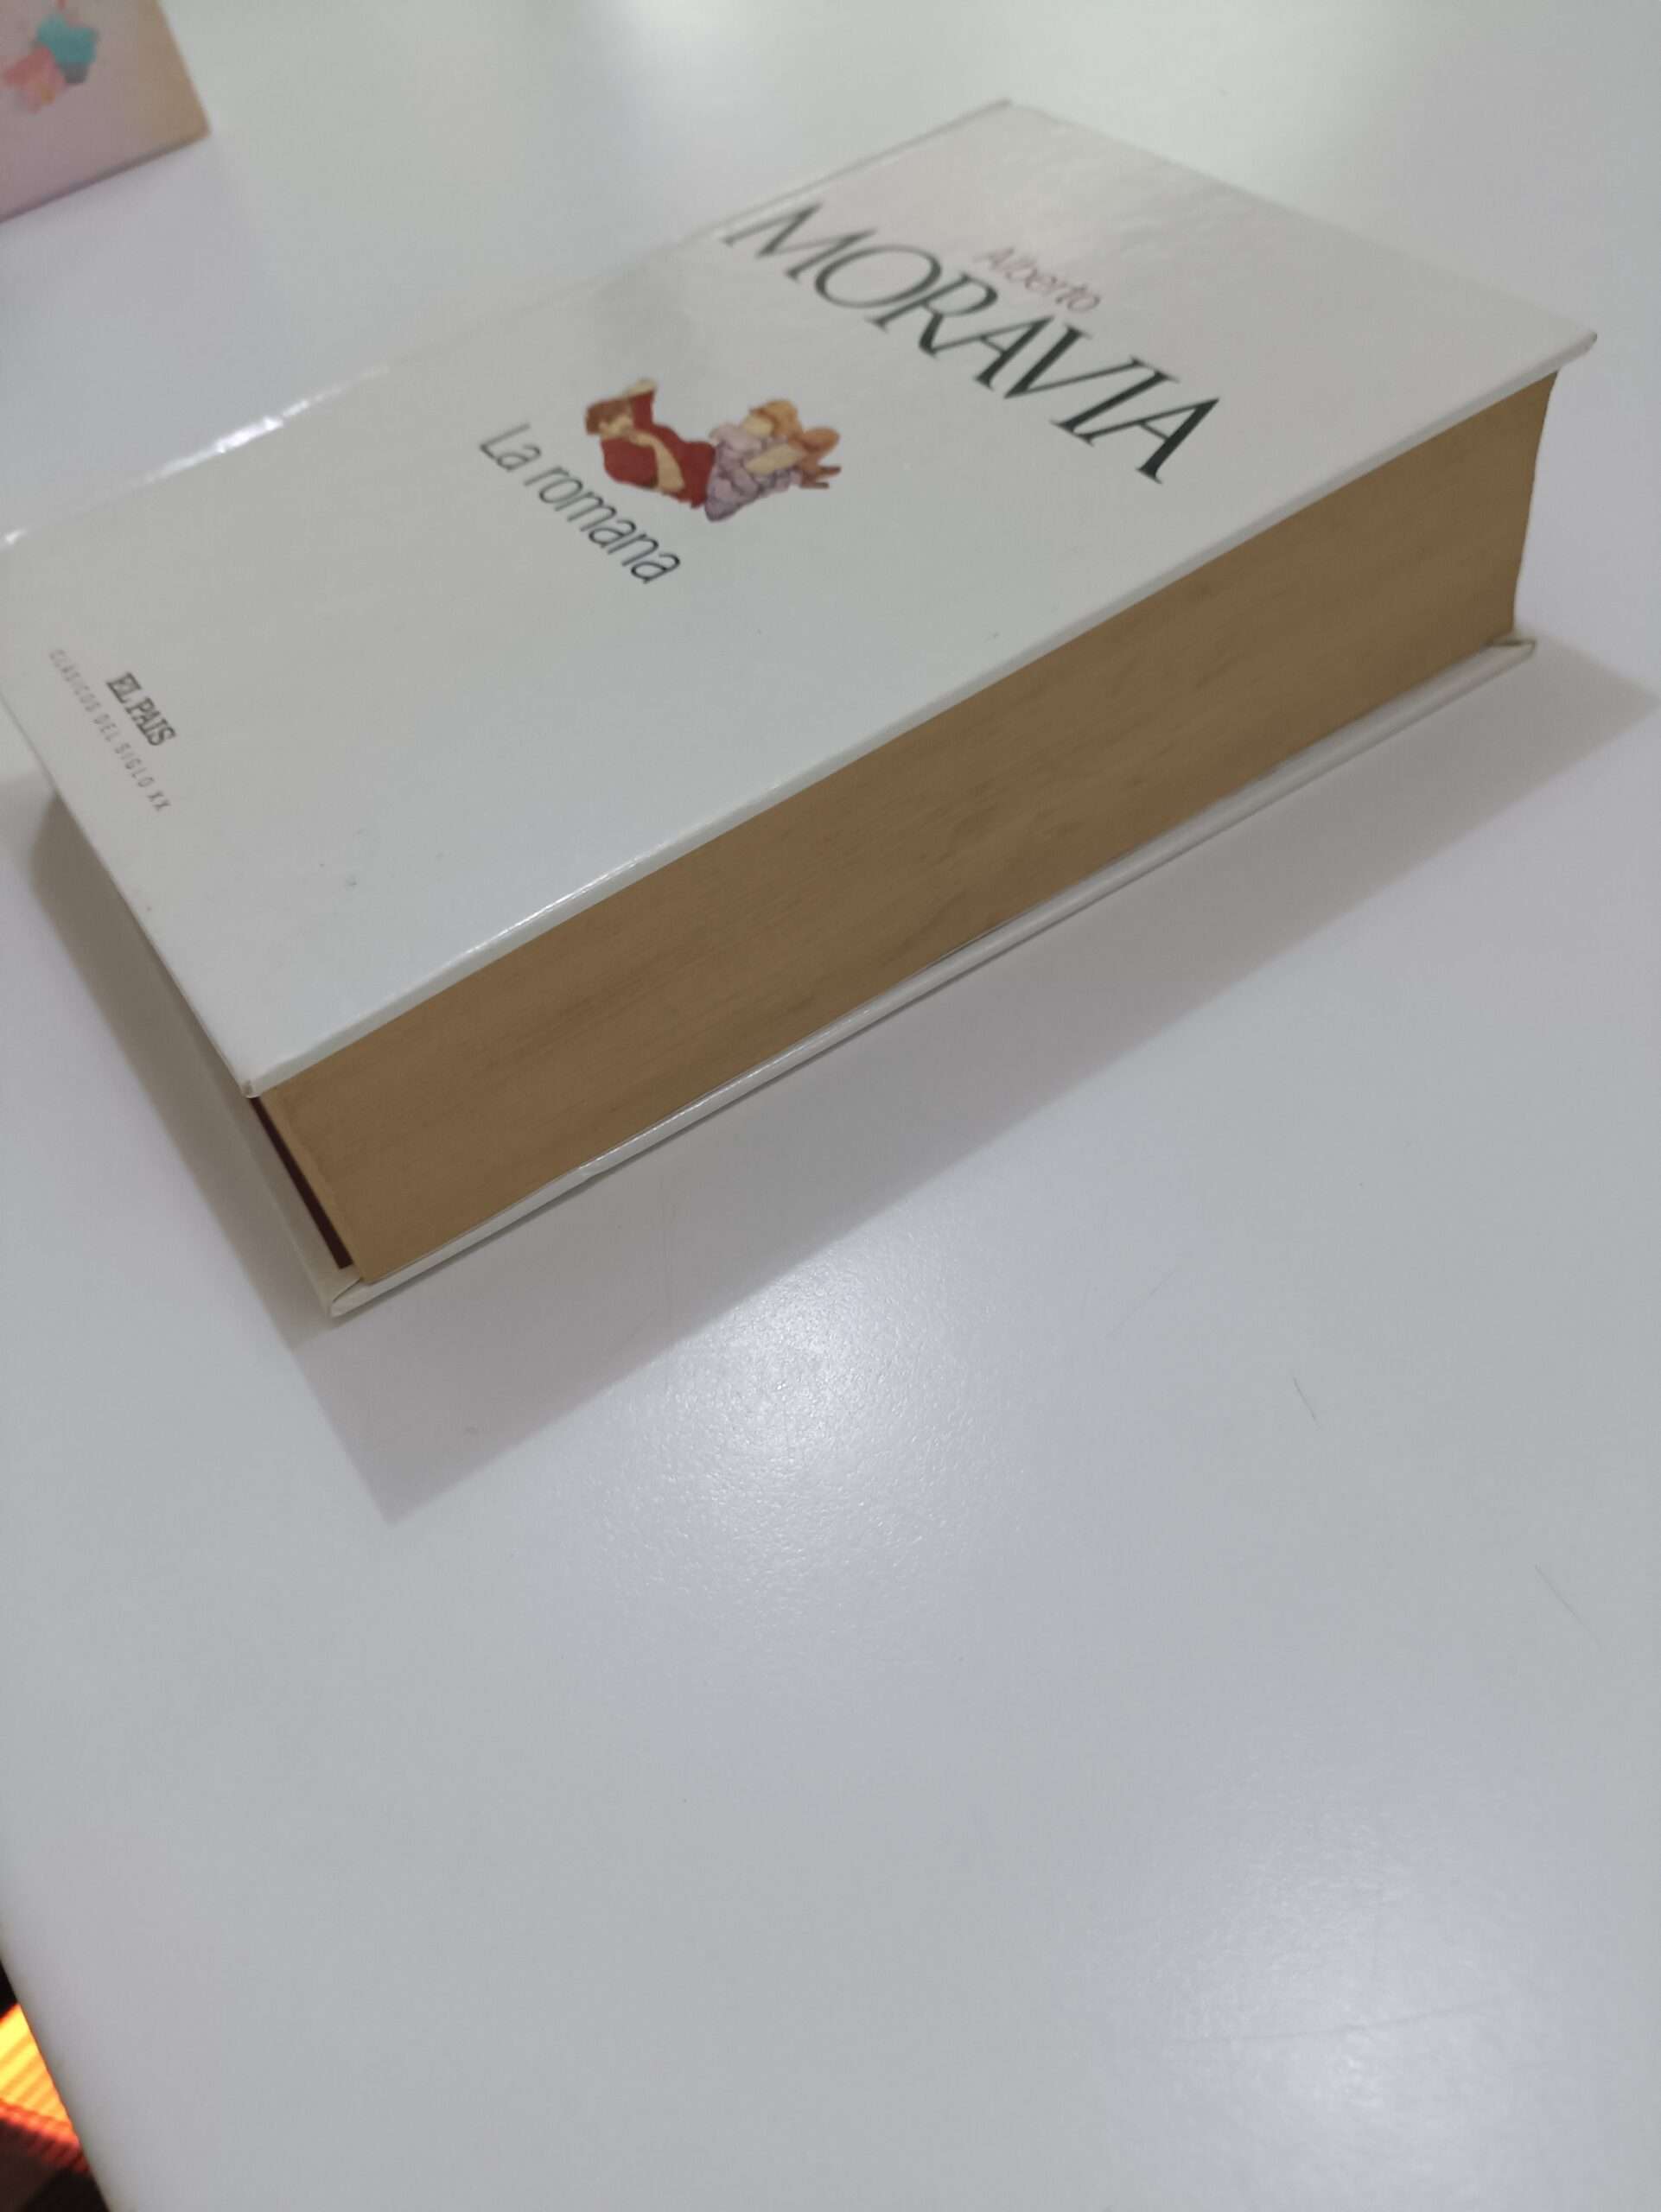 Alberto
MORAVIA
La romana
EL PAIS
CLÁSICOS DEL SIGLO XX